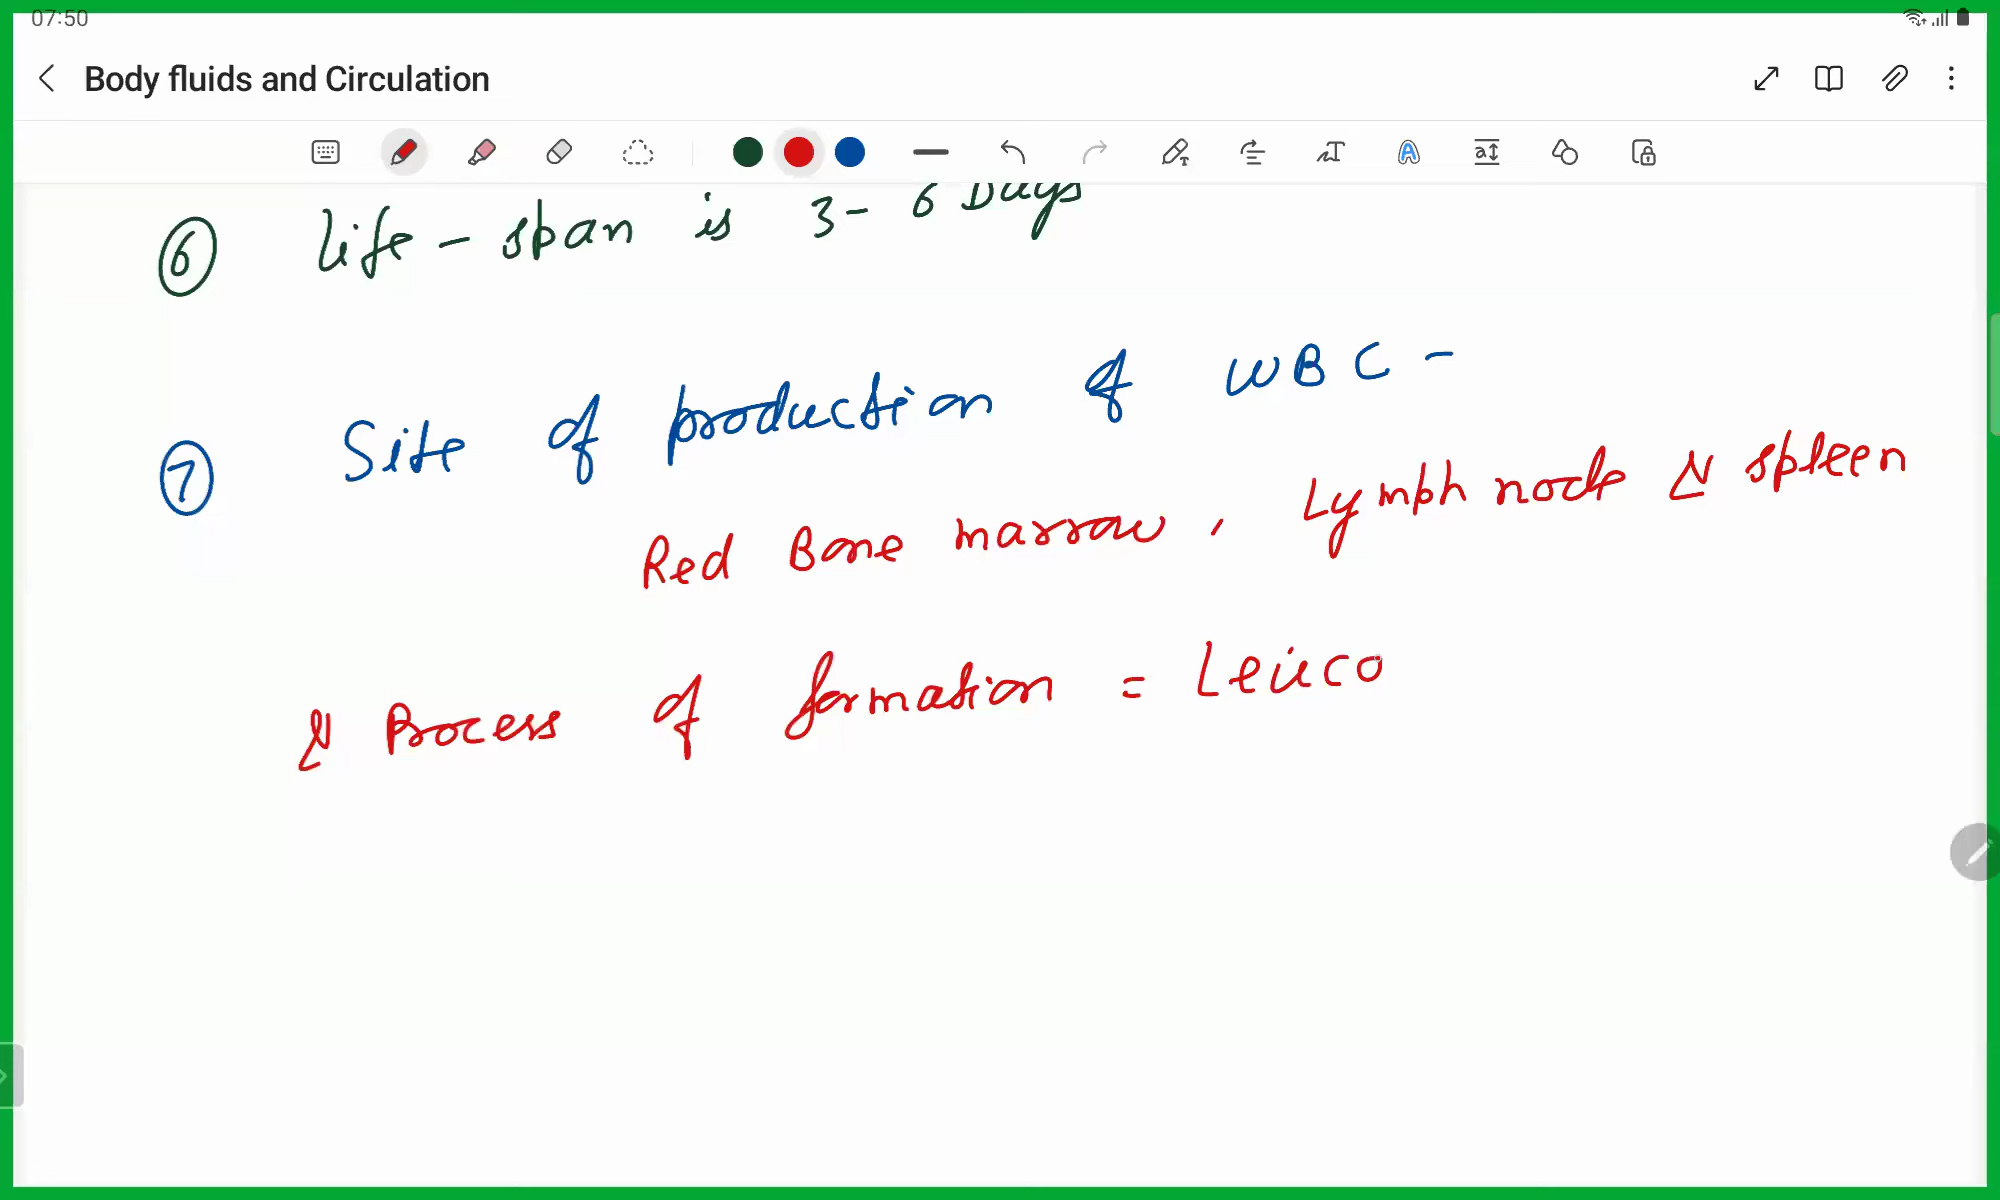 07:50
Body fluids and Circulation
⑥ life - span is 3 - 6 Days
⑦ Site of production of WBC -
Red Bone marrow, Lymph node & spleen
& Process of formation = Leuco